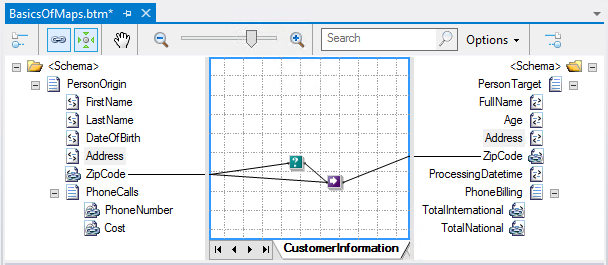 BasicsOfMaps.btm*
Search
Options
<Schema>
PersonOrigin
FirstName
LastName
DateOfBirth
Address
ZipCode
PhoneCalls
PhoneNumber
Cost
?
CustomerInformation
<Schema>
PersonTarget
FullName
Age
Address
ZipCode
ProcessingDatetime
PhoneBilling
TotalInternational
TotalNational